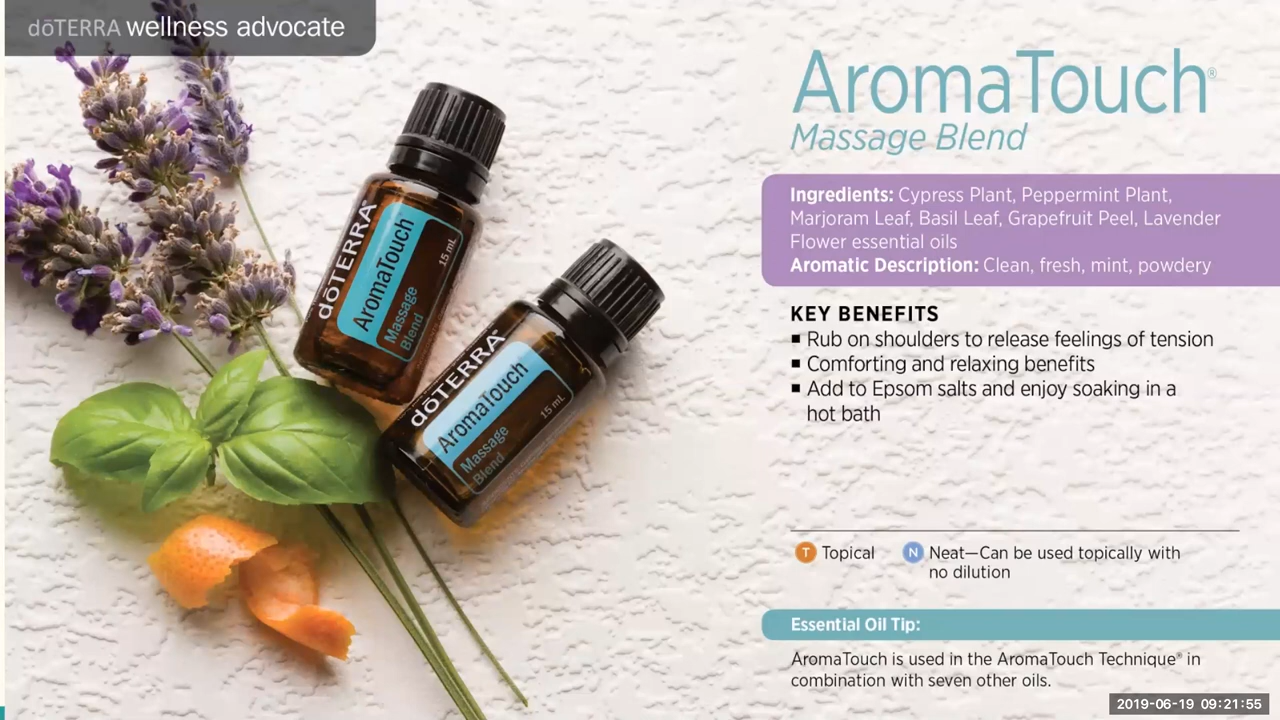 dōTERRA wellness advocate
AromaTouch®
Massage Blend
Ingredients: Cypress Plant, Peppermint Plant,
Marjoram Leaf, Basil Leaf, Grapefruit Peel, Lavender
Flower essential oils
Aromatic Description: Clean, fresh, mint, powdery
KEY BENEFITS
▪ Rub on shoulders to release feelings of tension
▪ Comforting and relaxing benefits
▪ Add to Epsom salts and enjoy soaking in a
hot bath
T Topical
N Neat—Can be used topically with
no dilution
Essential Oil Tip:
AromaTouch is used in the AromaTouch Technique® in
combination with seven other oils.
dōTERRA
AromaTouch
Massage
Blend
15 mL
dōTERRA
AromaTouch
Massage
Blend
15 mL
2019-06-19 09:21:55